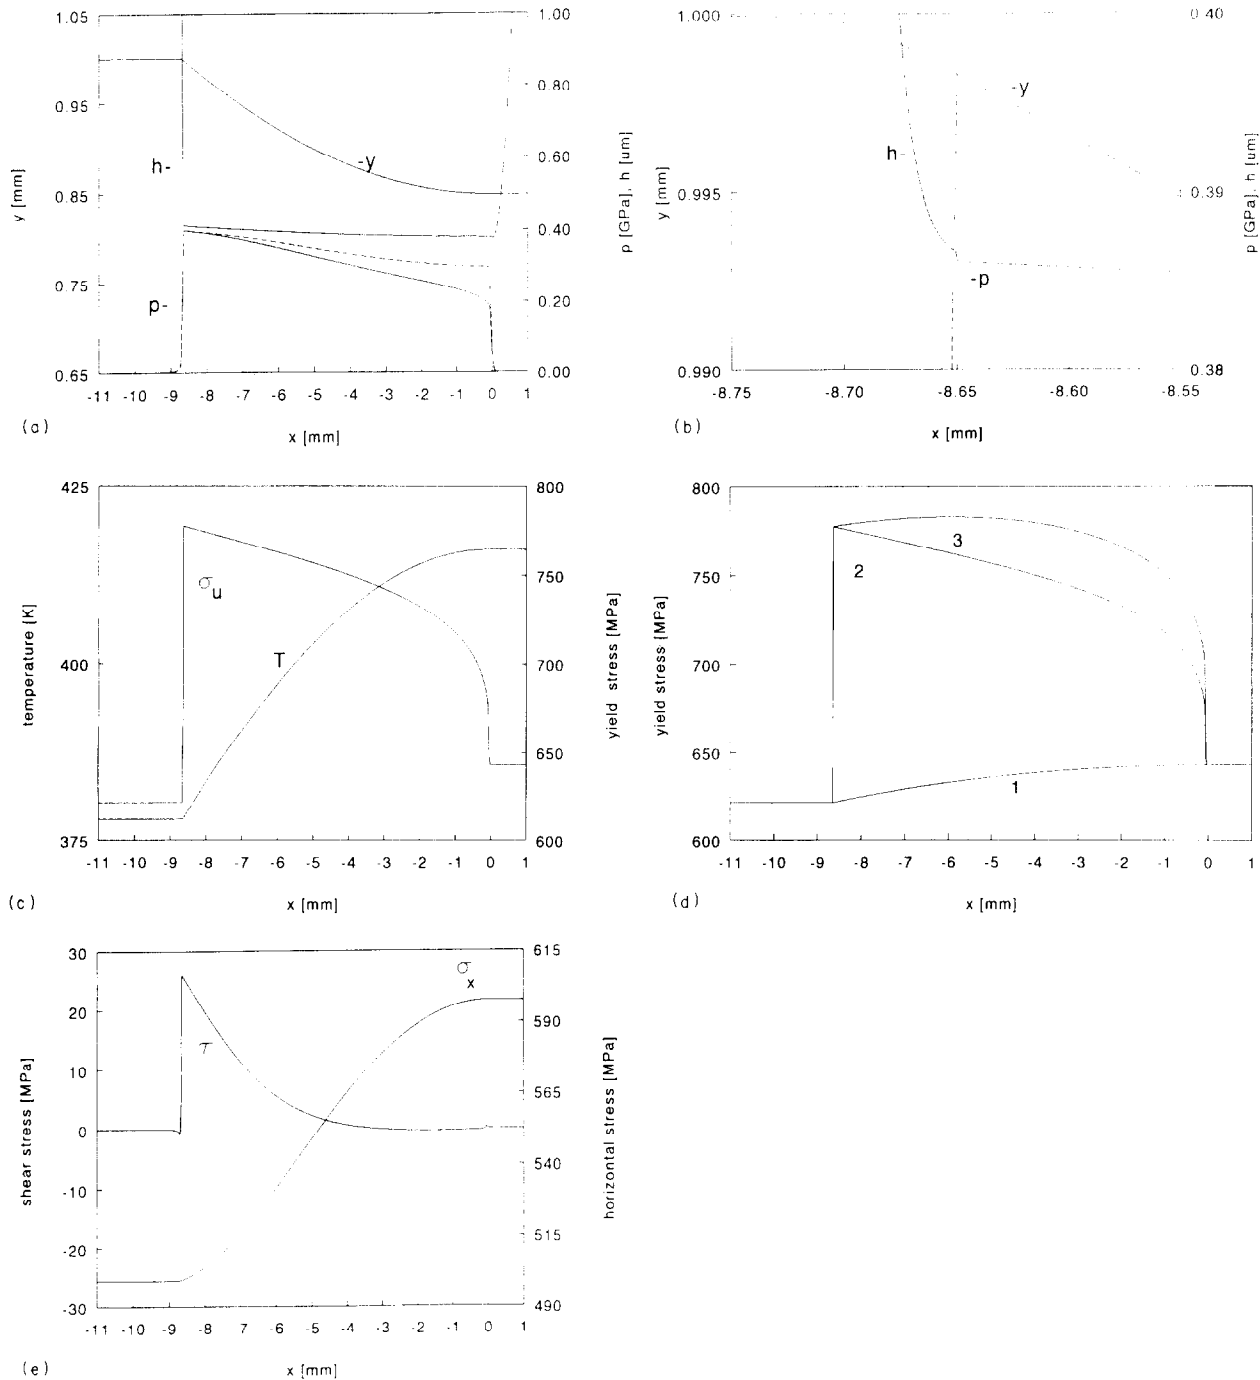 1.05
0.95
0.85
0.75
0.65
y [mm]
h-
-y
p-
1.00
0.80
0.60
0.40
0.20
0.00
p [GPa], h [um]
-11 -10 -9 -8 -7 -6 -5 -4 -3 -2 -1 0 1
x [mm]
(a)
1.000
0.995
0.990
y [mm]
h-
-y
-p
0.40
0.39
0.38
p [GPa], h [um]
-8.75 -8.70 -8.65 -8.60 -8.55
x [mm]
(b)
425
400
375
temperature [K]
σu
T
800
750
700
650
600
yield stress [MPa]
-11 -10 -9 -8 -7 -6 -5 -4 -3 -2 -1 0 1
x [mm]
(c)
800
750
700
650
600
yield stress [MPa]
3
2
1
-11 -10 -9 -8 -7 -6 -5 -4 -3 -2 -1 0 1
x [mm]
(d)
30
20
10
0
-10
-20
-30
shear stress [MPa]
σx
τ
615
590
565
540
515
490
horizontal stress [MPa]
-11 -10 -9 -8 -7 -6 -5 -4 -3 -2 -1 0 1
x [mm]
(e)